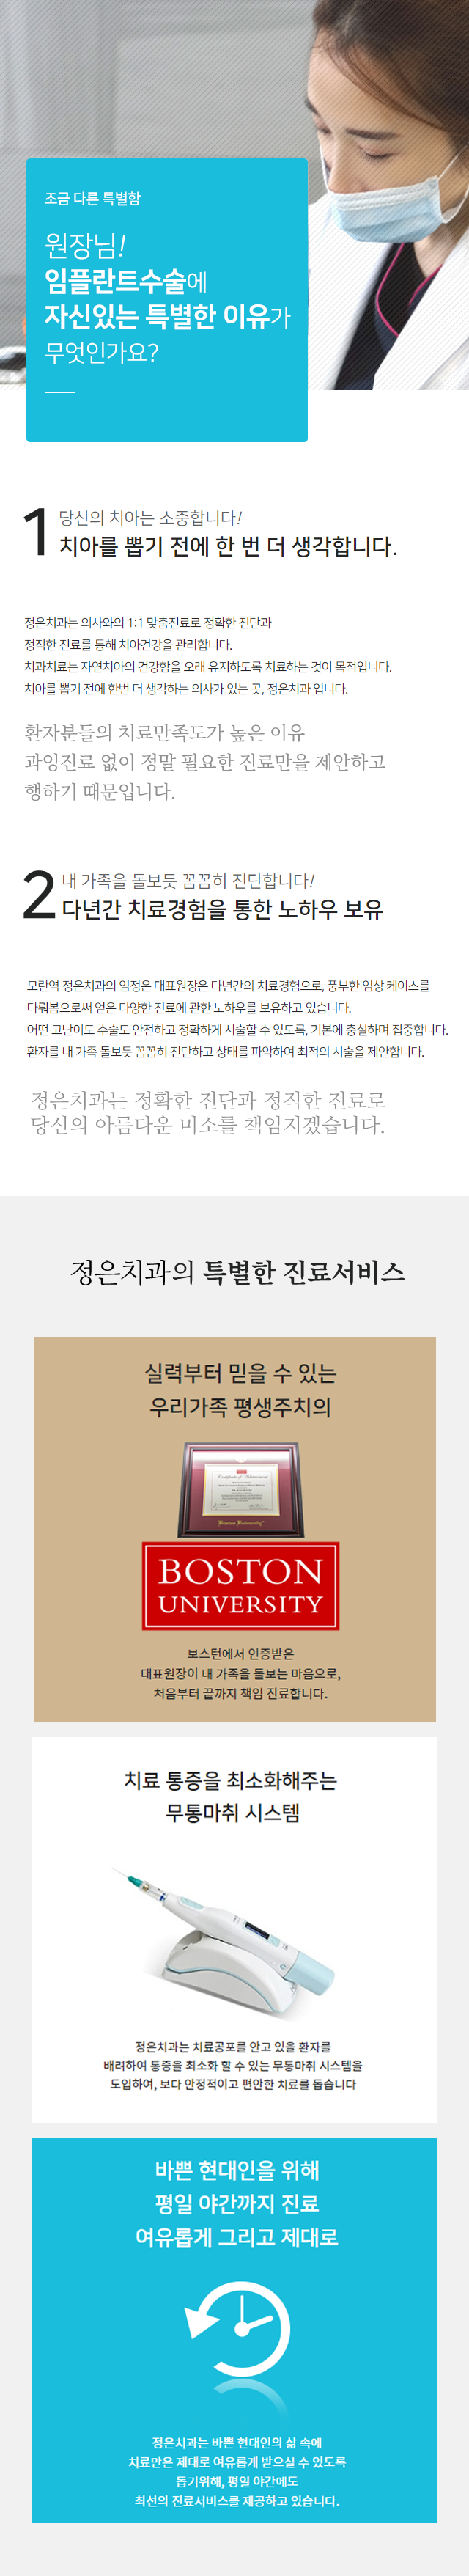 조금 다른 특별함
원장님!
임플란트수술에
자신있는 특별한 이유가
무엇인가요?
1 당신의 치아는 소중합니다!
치아를 뽑기 전에 한 번 더 생각합니다.
정은치과는 의사와의 1:1 맞춤진료로 정확한 진단과
정직한 진료를 통해 치아건강을 관리합니다.
치과치료는 자연치아의 건강함을 오래 유지하도록 치료하는 것이 목적입니다.
치아를 뽑기 전에 한번 더 생각하는 의사가 있는 곳, 정은치과 입니다.
환자분들의 치료만족도가 높은 이유
과잉진료 없이 정말 필요한 진료만을 제안하고
행하기 때문입니다.
2 내 가족을 돌보듯 꼼꼼히 진단합니다!
다년간 치료경험을 통한 노하우 보유
모란역 정은치과의 임정은 대표원장은 다년간의 치료경험으로, 풍부한 임상 케이스를
다뤄봄으로써 얻은 다양한 진료에 관한 노하우를 보유하고 있습니다.
어떤 고난이도 수술도 안전하고 정확하게 시술할 수 있도록, 기본에 충실하며 집중합니다.
환자를 내 가족 돌보듯 꼼꼼히 진단하고 상태를 파악하여 최적의 시술을 제안합니다.
정은치과는 정확한 진단과 정직한 진료로
당신의 아름다운 미소를 책임지겠습니다.
정은치과의 특별한 진료서비스
실력부터 믿을 수 있는
우리가족 평생주치의
Boston University
BOSTON
UNIVERSITY
보스턴에서 인증받은
대표원장이 내 가족을 돌보는 마음으로,
처음부터 끝까지 책임 진료합니다.
치료 통증을 최소화해주는
무통마취 시스템
정은치과는 치료공포를 안고 있을 환자를
배려하여 통증을 최소화 할 수 있는 무통마취 시스템을
도입하여, 보다 안정적이고 편안한 치료를 돕습니다
바쁜 현대인을 위해
평일 야간까지 진료
여유롭게 그리고 제대로
정은치과는 바쁜 현대인의 삶 속에
치료만은 제대로 여유롭게 받으실 수 있도록
돕기위해, 평일 야간에도
최선의 진료서비스를 제공하고 있습니다.